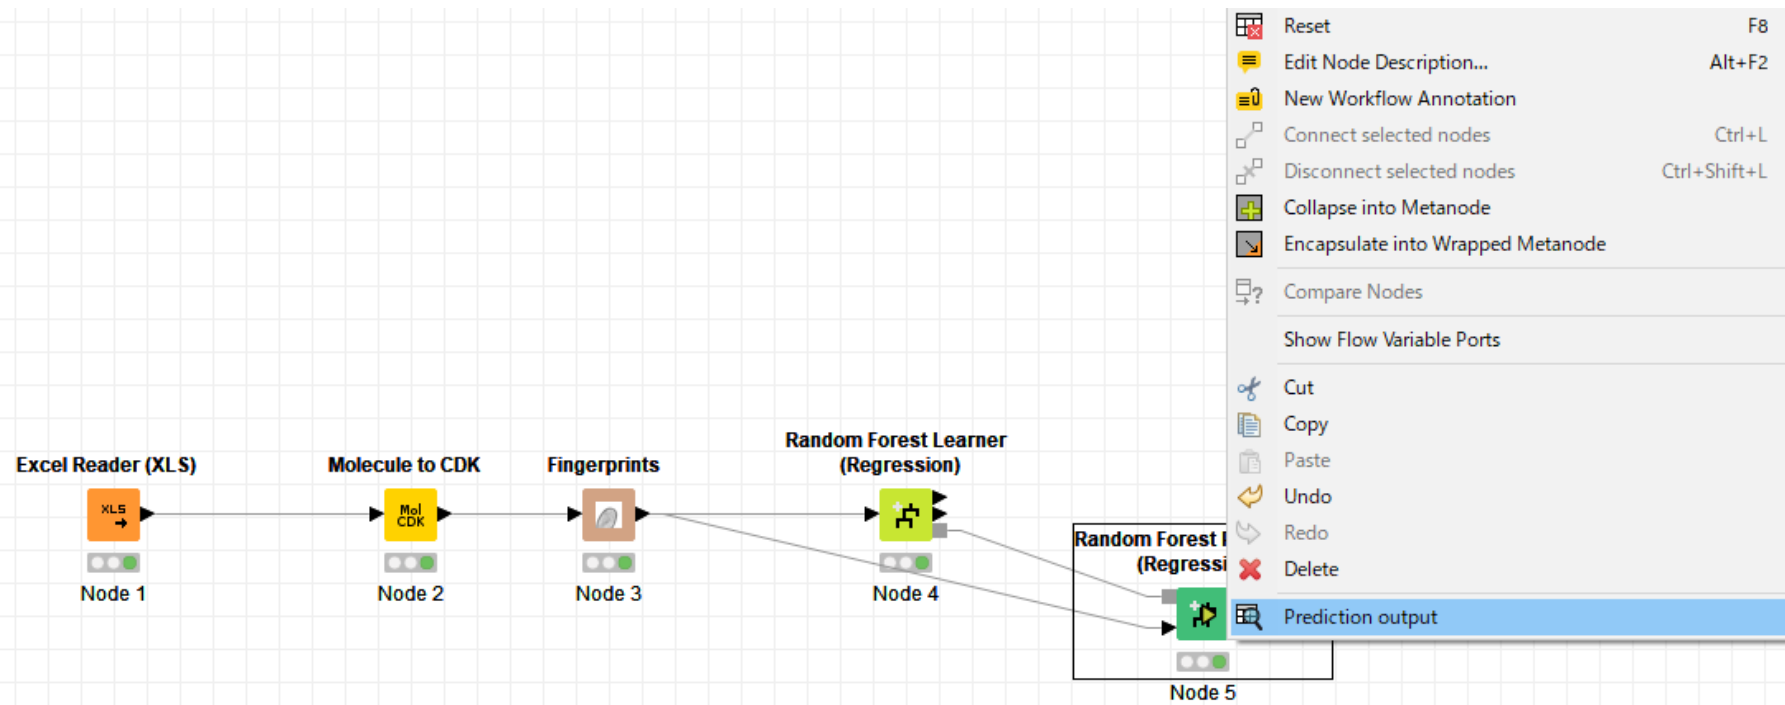 Reset F8
Edit Node Description... Alt+F2
New Workflow Annotation
Connect selected nodes Ctrl+L
Disconnect selected nodes Ctrl+Shift+L
Collapse into Metanode
Encapsulate into Wrapped Metanode
Compare Nodes
Show Flow Variable Ports
Cut
Copy
Paste
Undo
Redo
Delete
Prediction output
Excel Reader (XLS)
XLS
Node 1
Molecule to CDK
Mol
CDK
Node 2
Fingerprints
Node 3
Random Forest Learner
(Regression)
Node 4
Random Forest
(Regressi
Node 5